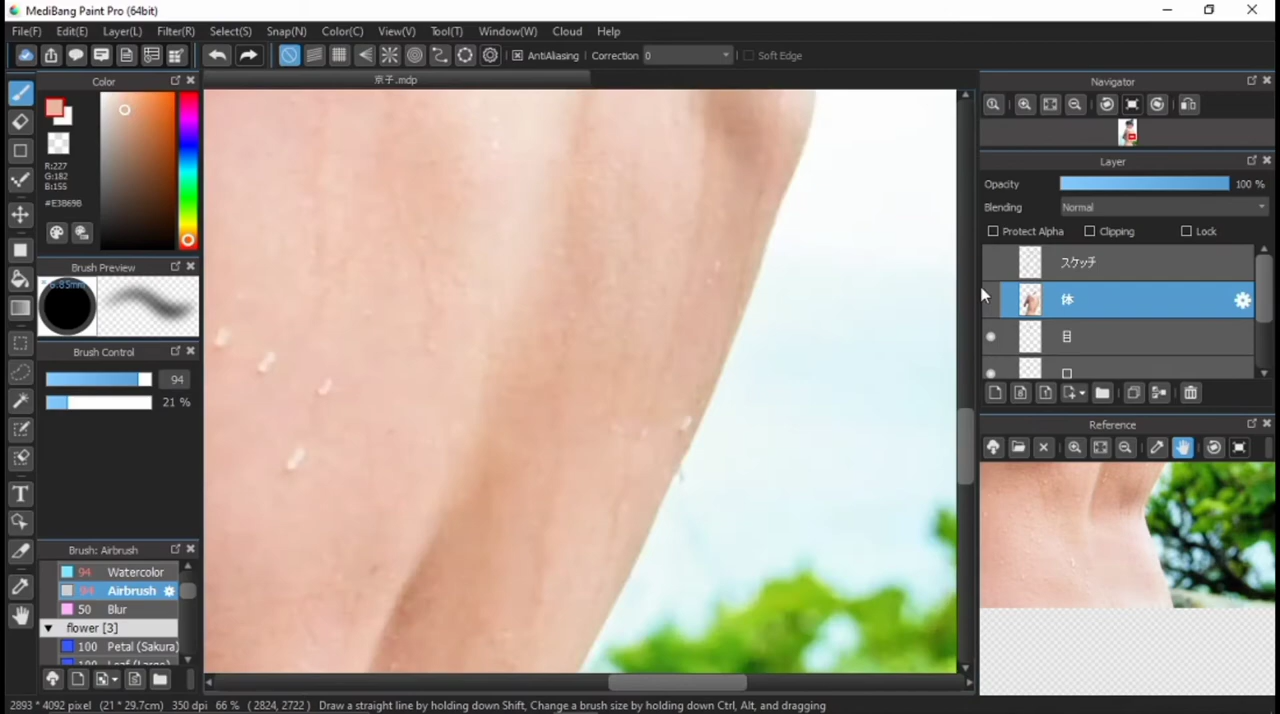 MediBang Paint Pro (64bit)
File(F) Edit(E) Layer(L) Filter(R) Select(S) Snap(N) Color(C) View(V) Tool(T) Window(W) Cloud Help
AntiAliasing Correction 0 Soft Edge
Color
京子.mdp
Navigator
R:227
G:182
B:155
#E3B69B
Layer
Opacity 100 %
Blending Normal
Protect Alpha Clipping Lock
スケッチ
体
目
口
Brush Preview
6.85mm
Brush Control
94
21 %
Reference
Brush: Airbrush
94 Watercolor
94 Airbrush
50 Blur
flower [3]
100 Petal (Sakura)
100 Leaf (Large)
2893 * 4092 pixel (21 * 29.7cm) 350 dpi 66 % ( 2824, 2722 ) Draw a straight line by holding down Shift, Change a brush size by holding down Ctrl, Alt, and dragging